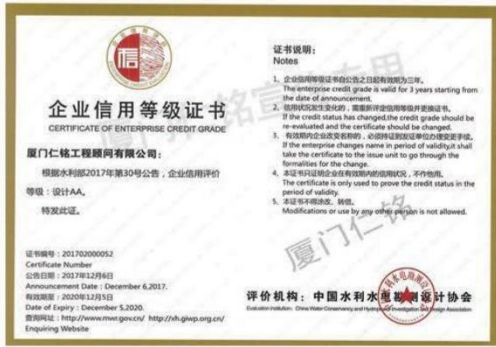 信
企业信用等级证书
CERTIFICATE OF ENTERPRISE CREDIT GRADE
厦门仁铭工程顾问有限公司：
根据水利部2017年第30号公告，企业信用评价
等级：设计AA。
特发此证。
证书编号：201702000052
Certificate Number
公告日期：2017年12月6日
Announcement Date：December 6,2017.
有效期至：2020年12月5日
Date of Expiry：December 5,2020.
查询网址：http://www.mwr.gov.cn/ http://xh.giwp.org.cn/
Enquiring Website
证书说明：
Notes
1、企业信用等级证书自公告之日起有效期为三年。
The enterprise credit grade is valid for 3 years starting from
the date of announcement.
2、信用状况发生变化的，需重新评定信用等级并更换证书。
If the credit status has changed,the credit grade should be
re-evaluated and the certificate should be changed.
3、有效期内企业改变名称的，必须持证到发证单位办理变更手续。
If the enterprise changes name in period of validity,it shall
take the certificate to the issue unit to go through the
formalities for the change.
4、本证书只证明企业在有效期内的信用状况，不作他用。
The certificate is only used to prove the credit status in the
period of validity.
5、本证书不得涂改、转借。
Modifications or use by any other person is not allowed.
厦门仁铭
评价机构：中国水利水电勘测设计协会
Evaluation Institution: China Water Conservancy and Hydropower Investigation and Design Association
厦门仁铭宣传专用